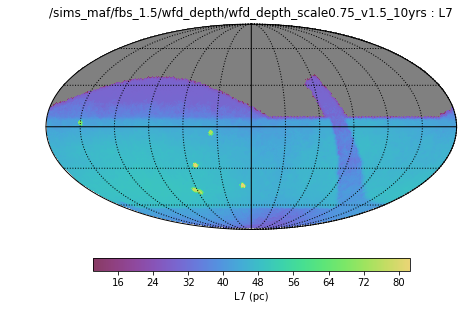 /sims_maf/fbs_1.5/wfd_depth/wfd_depth_scale0.75_v1.5_10yrs : L7
16 24 32 40 48 56 64 72 80
L7 (pc)